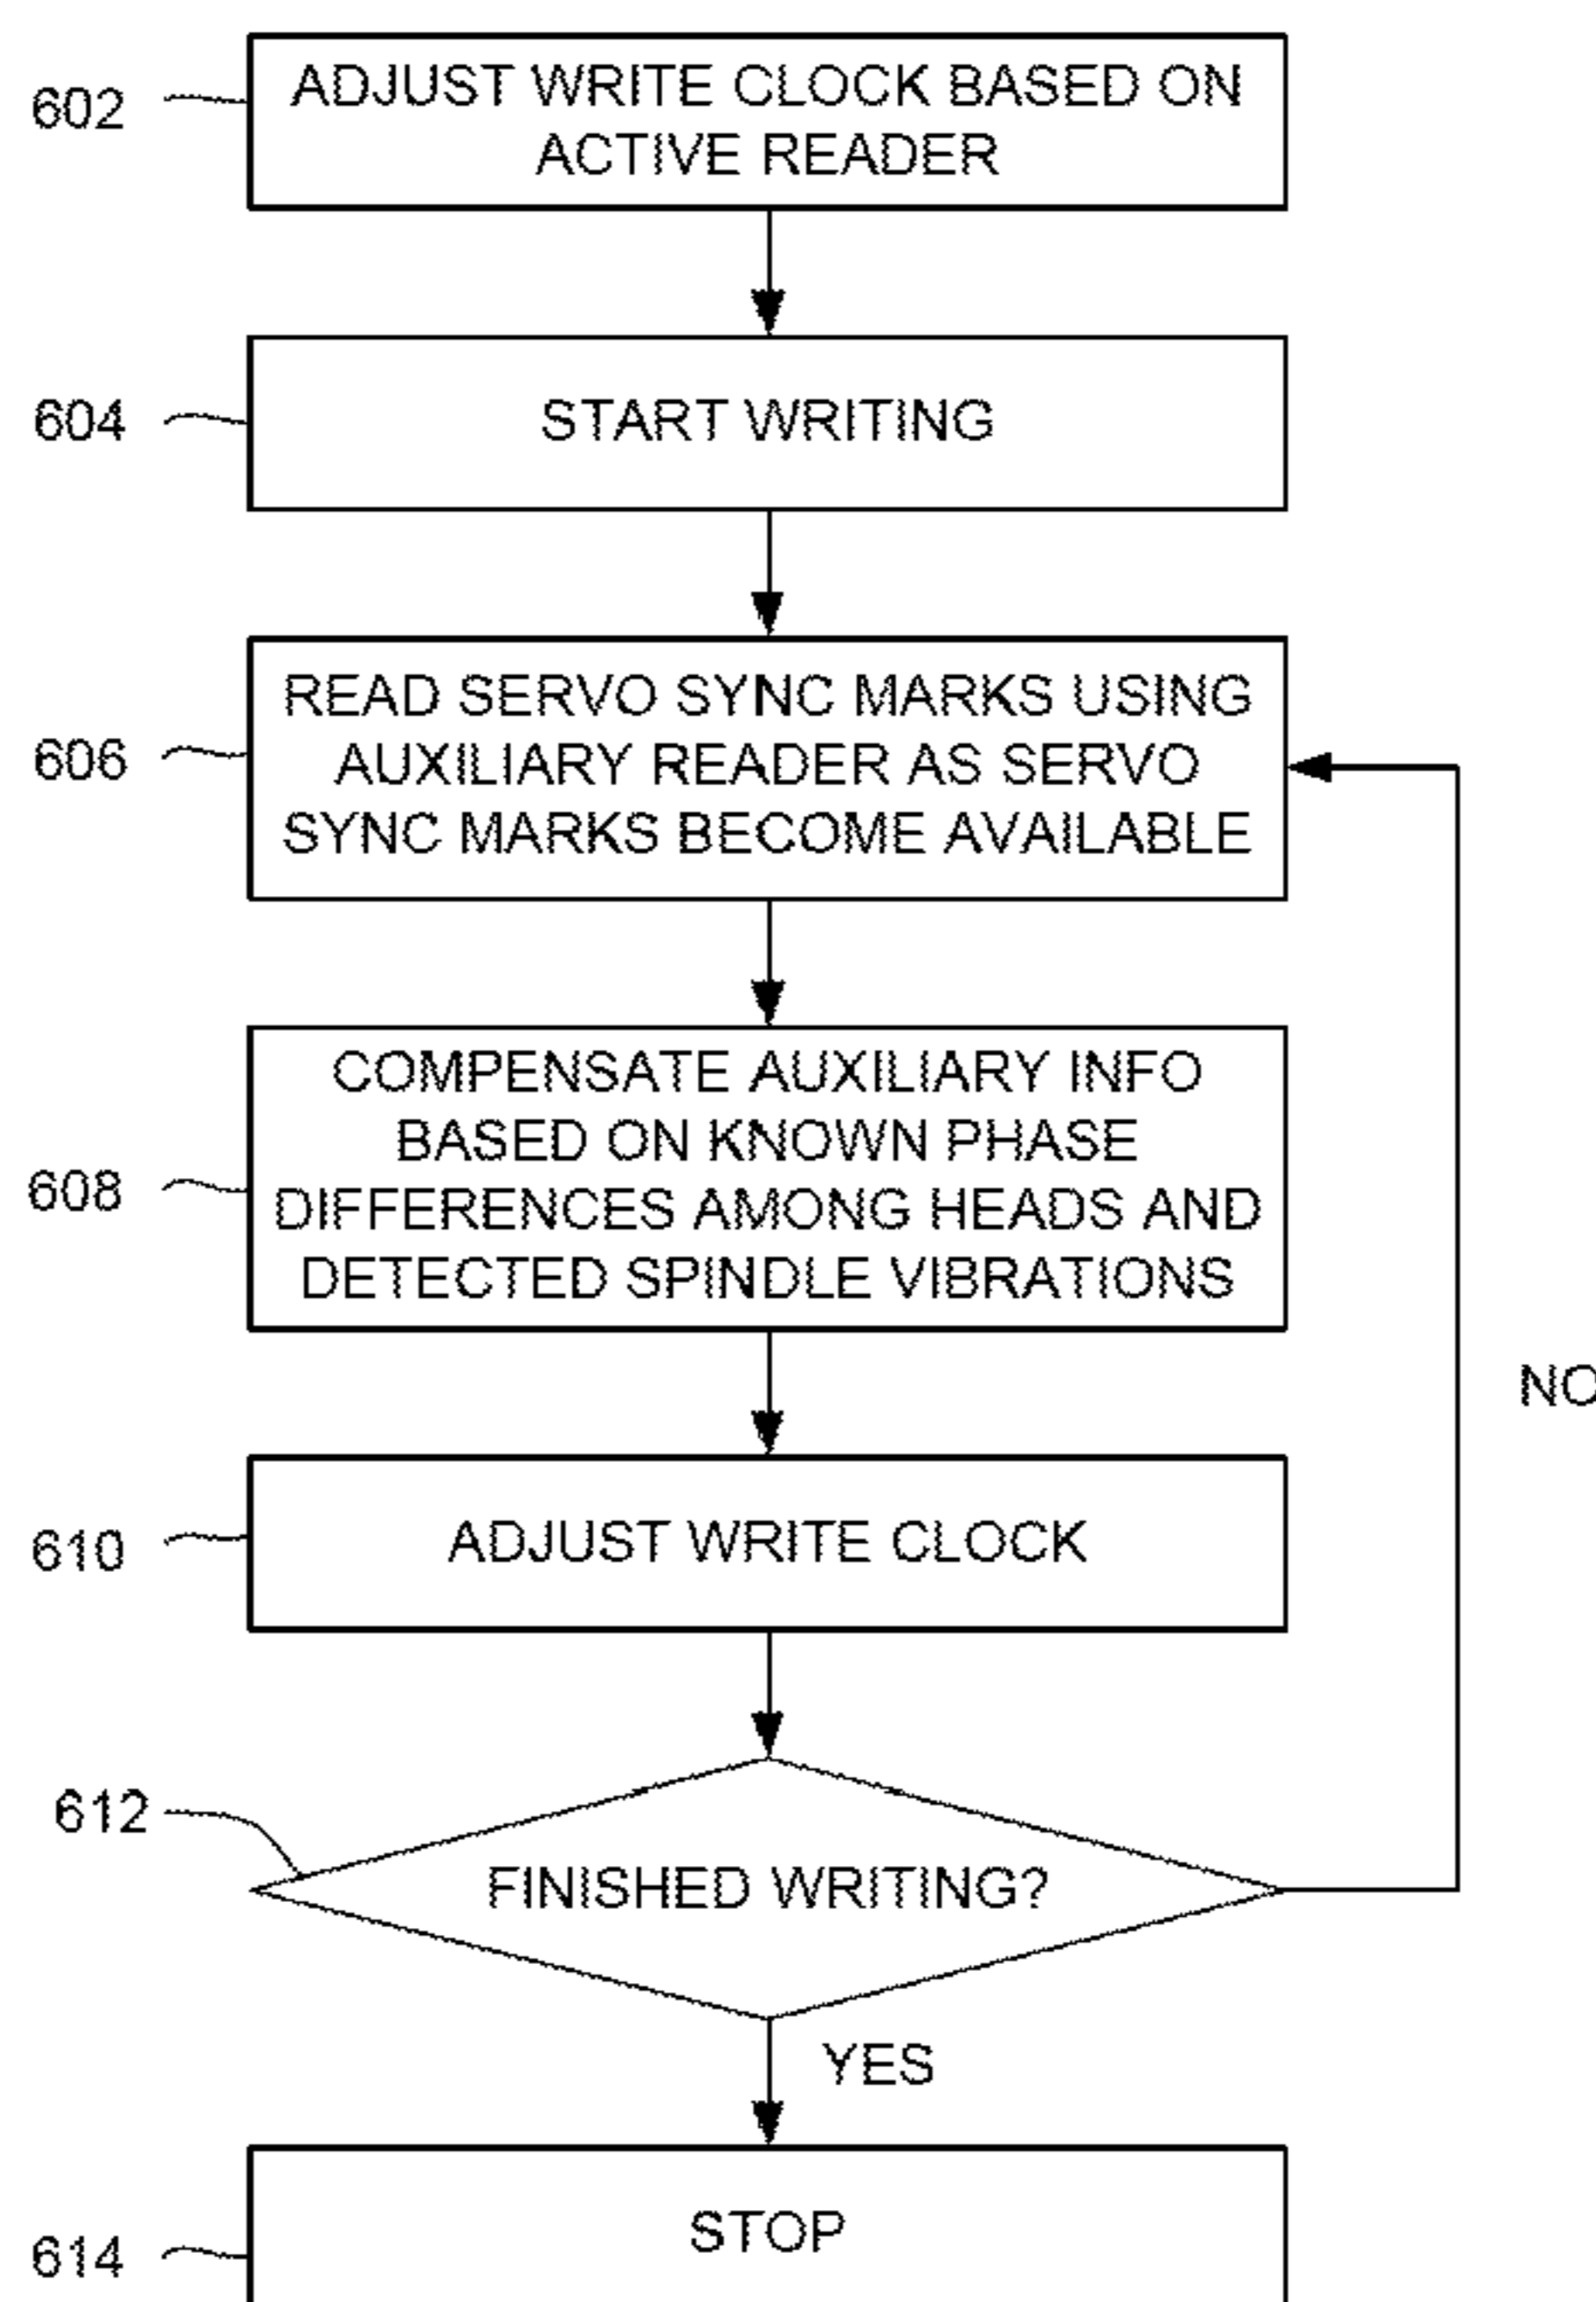 602
ADJUST WRITE CLOCK BASED ON
ACTIVE READER
604
START WRITING
606
READ SERVO SYNC MARKS USING
AUXILIARY READER AS SERVO
SYNC MARKS BECOME AVAILABLE
608
COMPENSATE AUXILIARY INFO
BASED ON KNOWN PHASE
DIFFERENCES AMONG HEADS AND
DETECTED SPINDLE VIBRATIONS
NO
610
ADJUST WRITE CLOCK
612
FINISHED WRITING?
YES
614
STOP